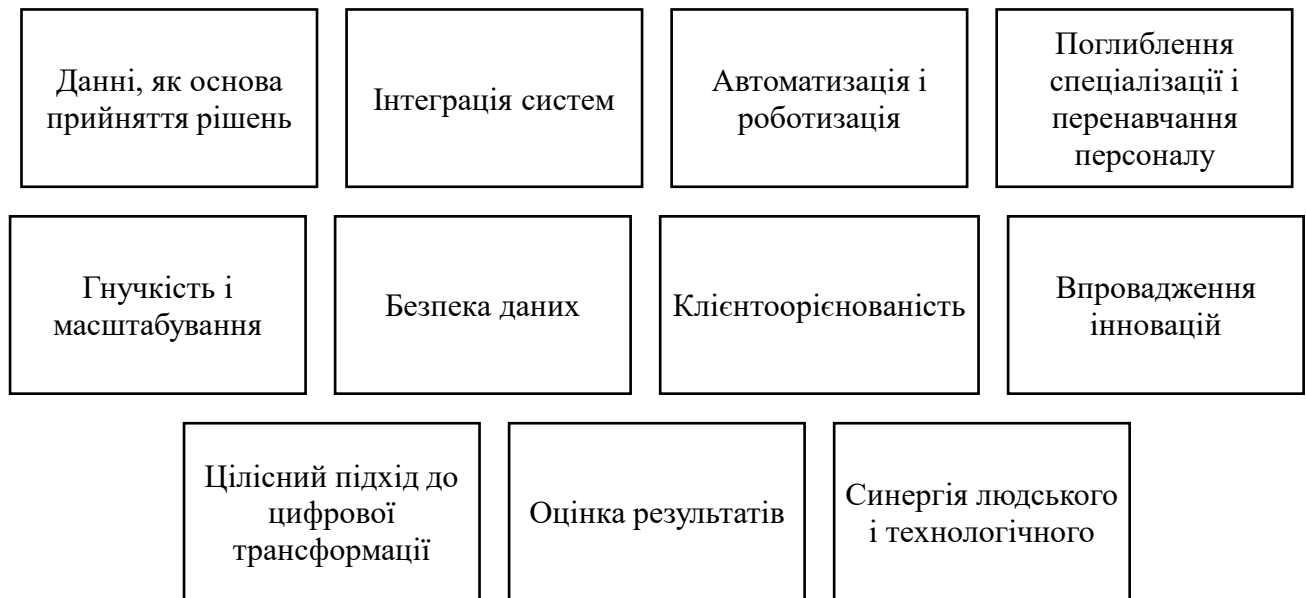 Данні, як основа
прийняття рішень
Інтеграція систем
Автоматизація і
роботизація
Поглиблення
спеціалізації і
перенавчання
персоналу
Гнучкість і
масштабування
Безпека даних
Клієнтоорієнованість
Впровадження
інновацій
Цілісний підхід до
цифрової
трансформації
Оцінка результатів
Синергія людського
і технологічного